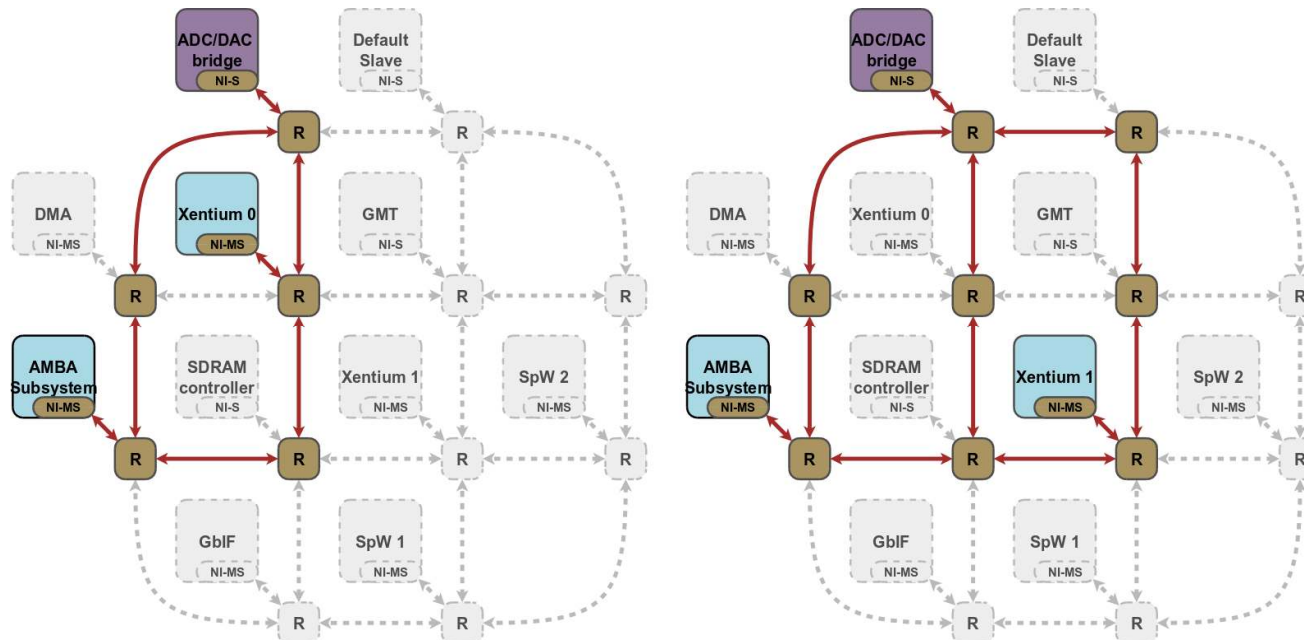 ADC/DAC
bridge
NI-S
Default
Slave
NI-S
R
R
DMA
NI-MS
Xentium 0
NI-MS
GMT
NI-S
R
R
R
R
AMBA
Subsystem
NI-MS
SDRAM
controller
NI-S
Xentium 1
NI-MS
SpW 2
NI-MS
R
R
R
R
GbIF
NI-MS
SpW 1
NI-MS
R
R
ADC/DAC
bridge
NI-S
Default
Slave
NI-S
R
R
DMA
NI-MS
Xentium 0
NI-MS
GMT
NI-S
R
R
R
R
AMBA
Subsystem
NI-MS
SDRAM
controller
NI-S
Xentium 1
NI-MS
SpW 2
NI-MS
R
R
R
R
GbIF
NI-MS
SpW 1
NI-MS
R
R